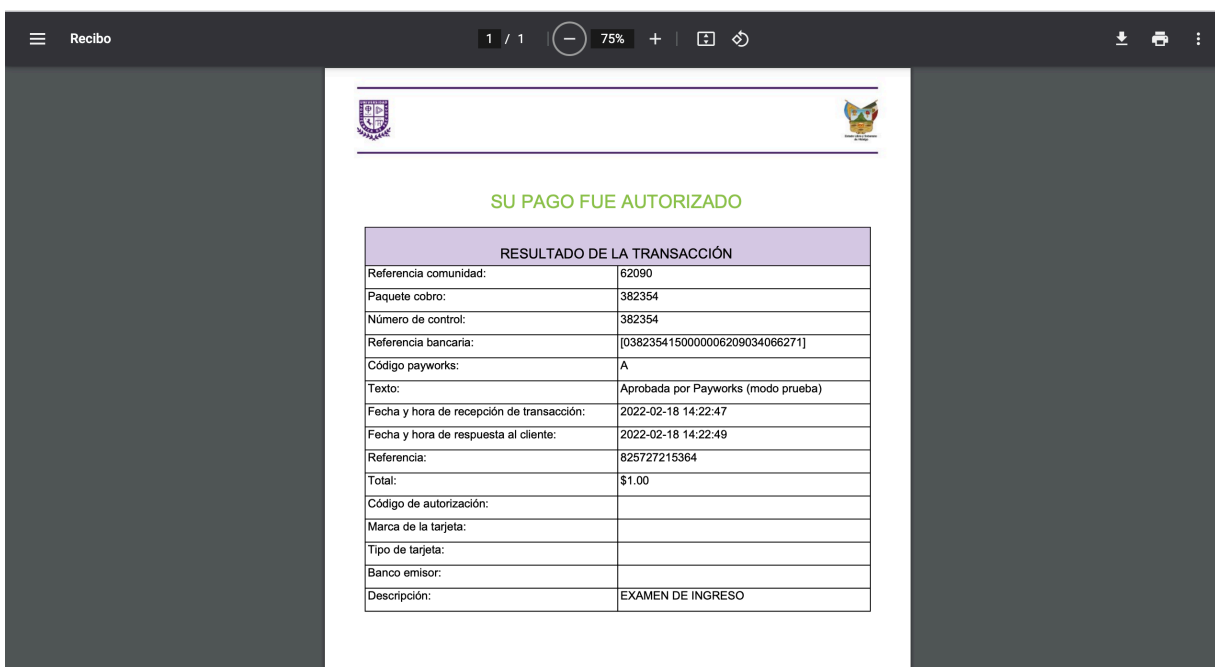 Recibo
1 / 1
75%
SU PAGO FUE AUTORIZADO
RESULTADO DE LA TRANSACCIÓN
Referencia comunidad: 62090
Paquete cobro: 382354
Número de control: 382354
Referencia bancaria: [0382354150000006209034066271]
Código payworks: A
Texto: Aprobada por Payworks (modo prueba)
Fecha y hora de recepción de transacción: 2022-02-18 14:22:47
Fecha y hora de respuesta al cliente: 2022-02-18 14:22:49
Referencia: 825727215364
Total: $1.00
Código de autorización:
Marca de la tarjeta:
Tipo de tarjeta:
Banco emisor:
Descripción: EXAMEN DE INGRESO